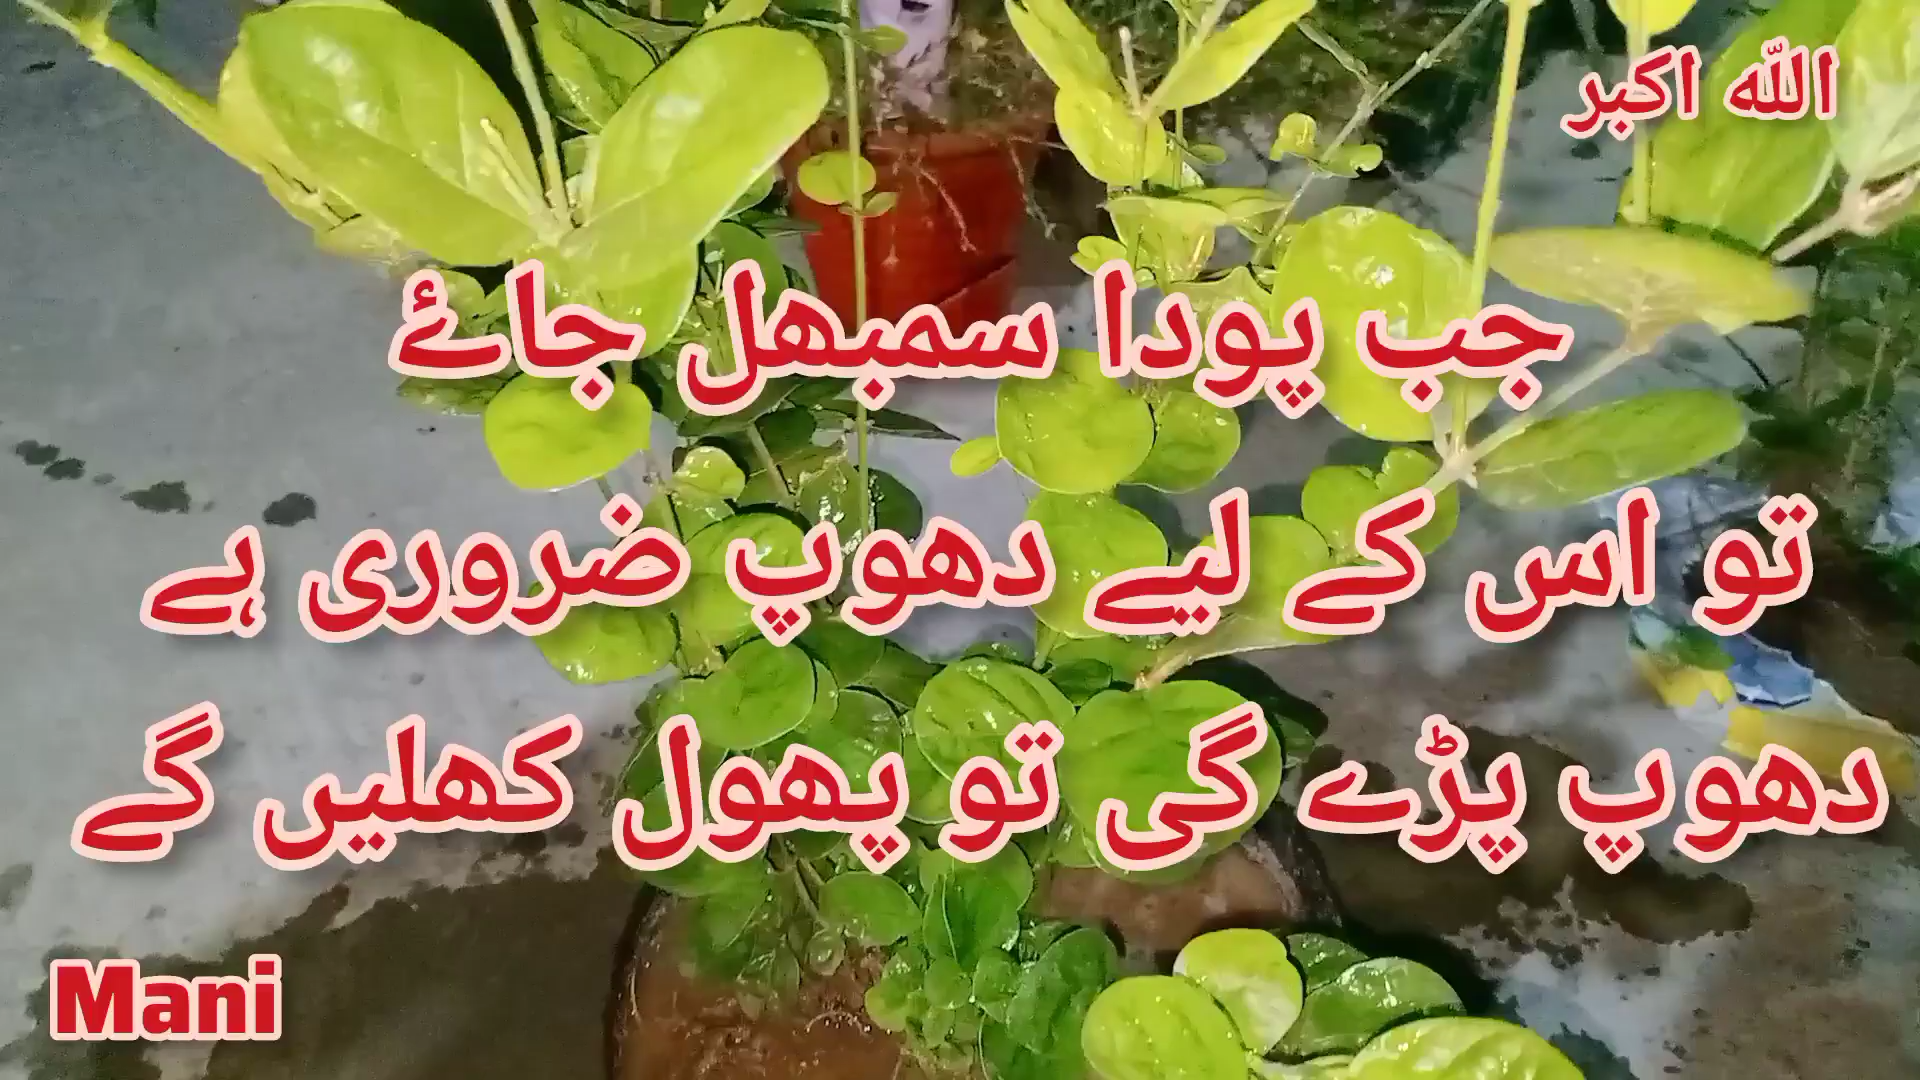 اللہ اکبر
جب پودا سمبھل جاۓ
تو اس کے لیے دھوپ ضروری ہے
دھوپ پڑے گی تو پھول کھلیں گے
Mani